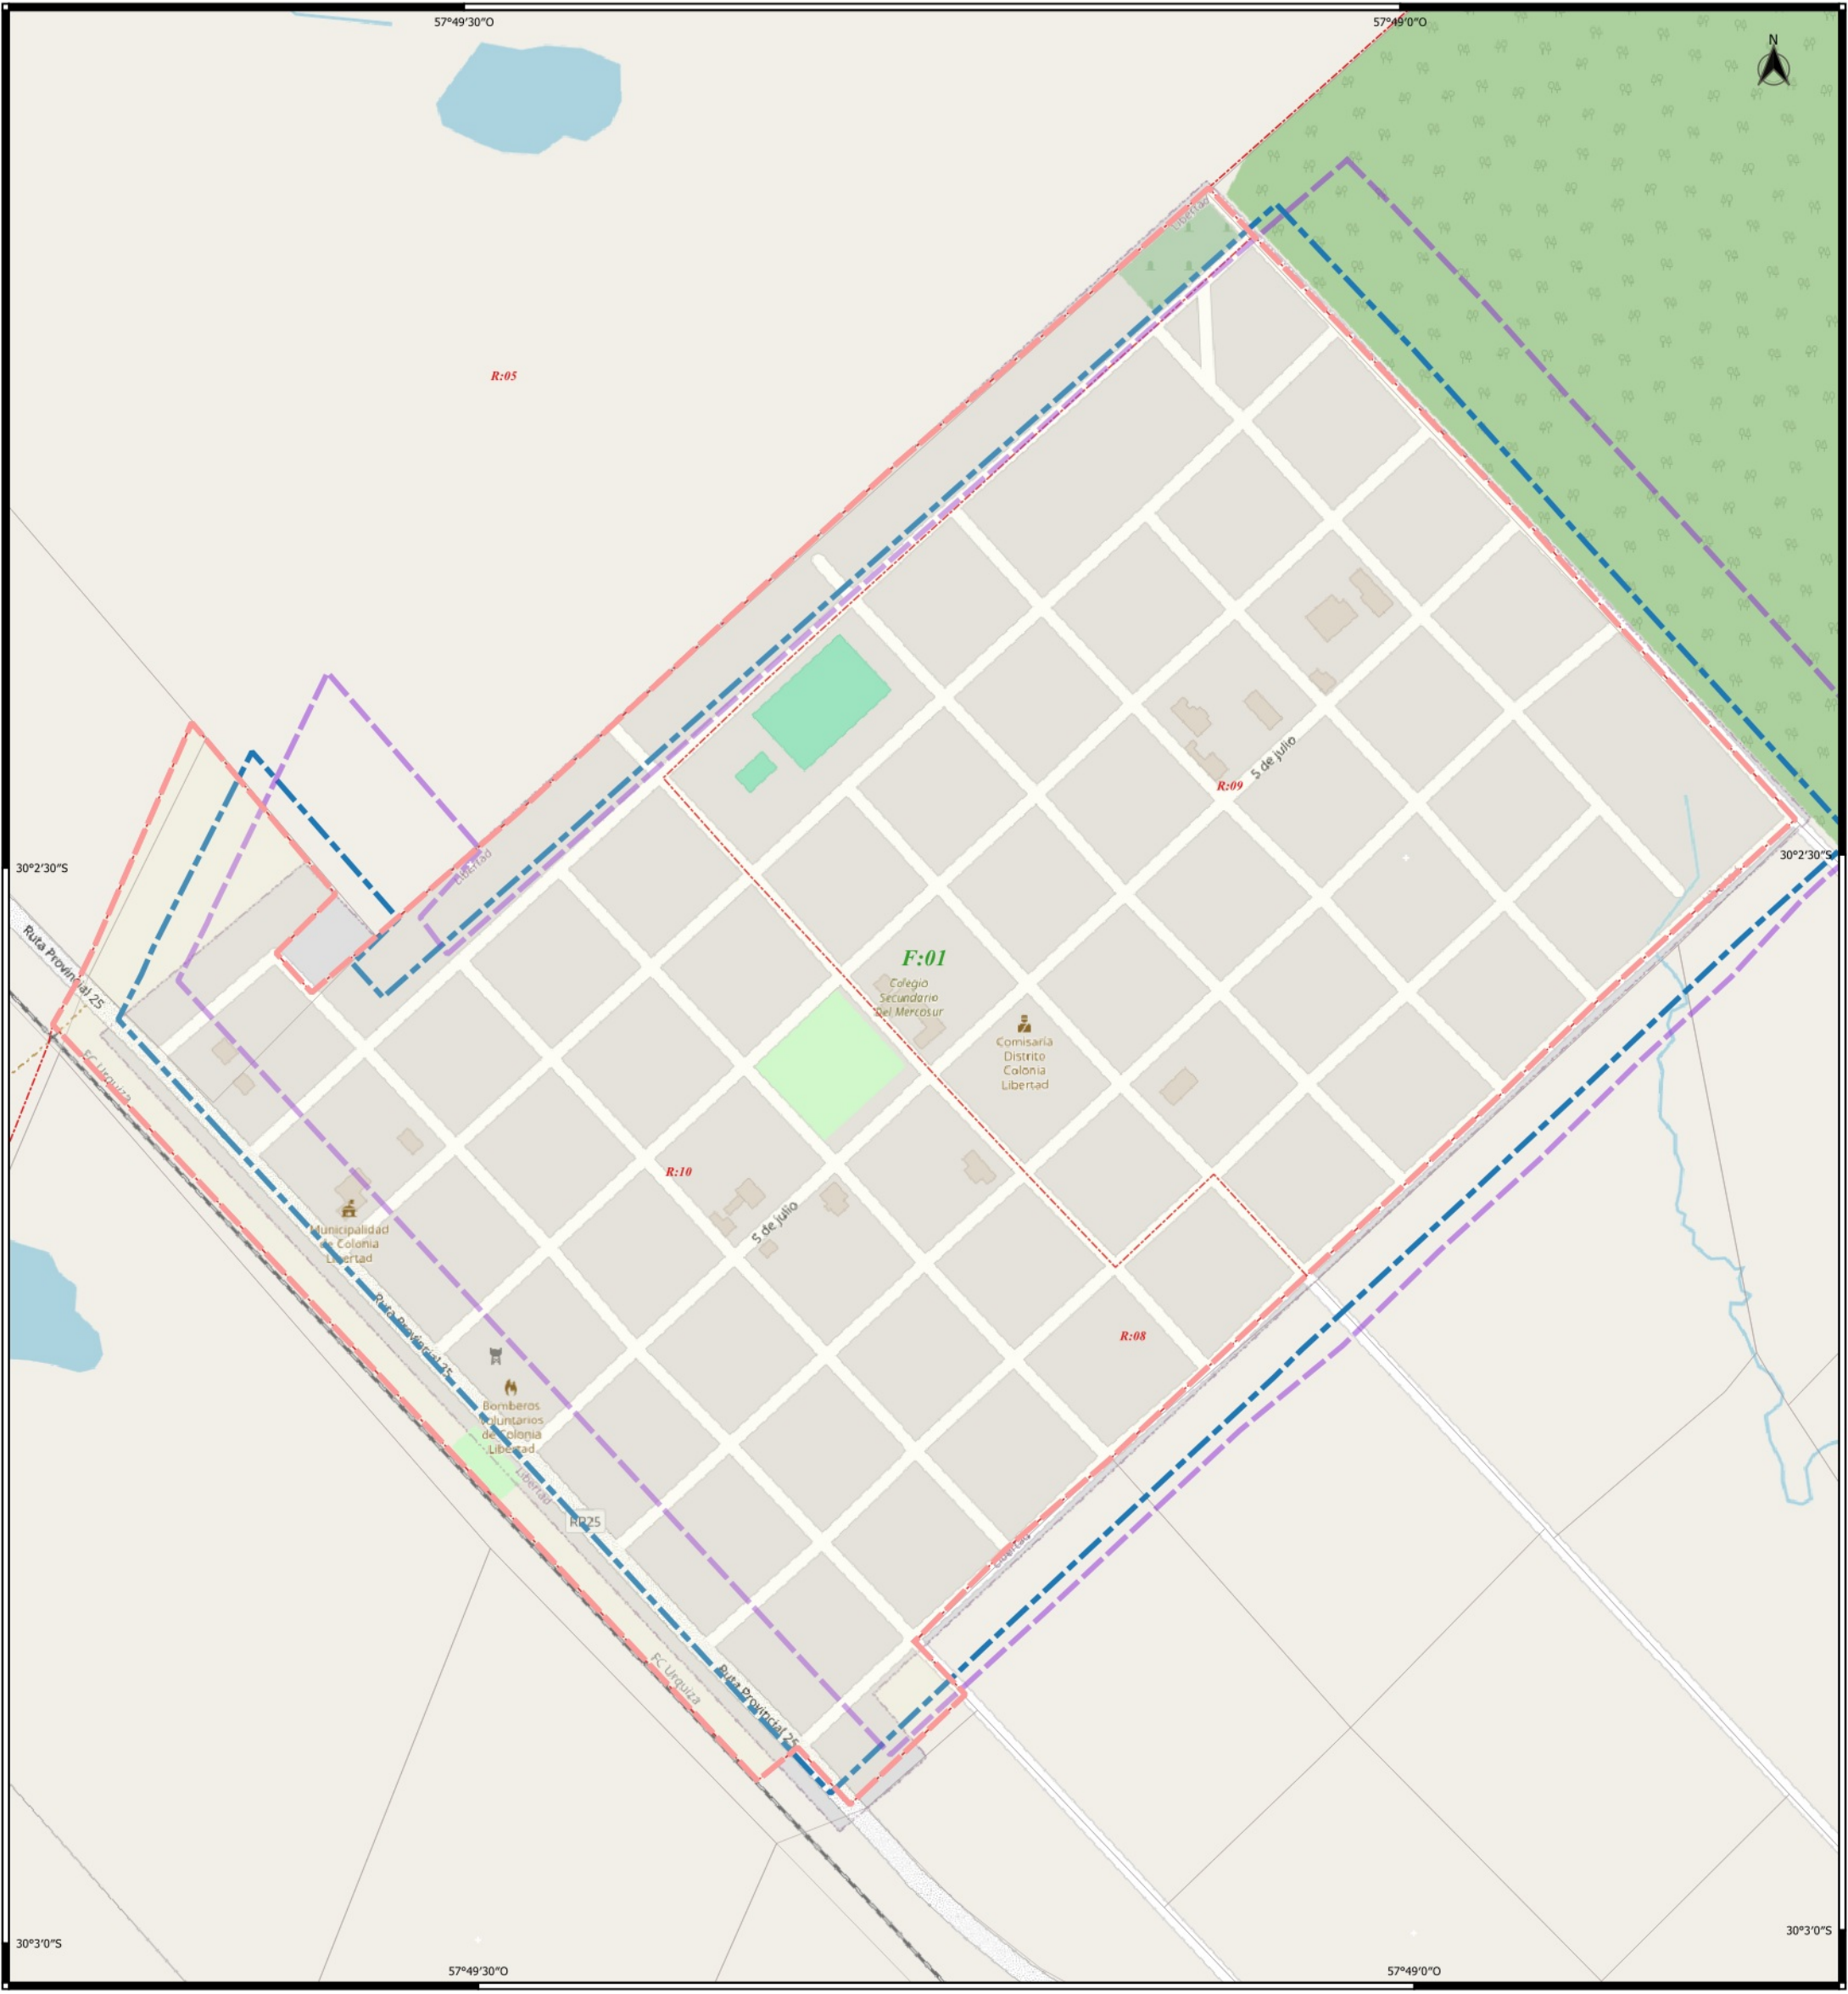 57°49'30"O
57°49'0"O
N
Libertad
R:05
5 de julio
R:09
Libertad
30°2'30"S
30°2'30"S
Ruta Provincial 25
F:01
Colegio
Secundario
Del Mercosur
Comisaría
Distrito
Colonia
Libertad
FC Urquiza
R:10
5 de julio
Municipalidad
de Colonia
Libertad
Ruta Provincial 25
R:08
Bomberos
Voluntarios
de Colonia
Libertad
Libertad
RP25
Libertad
FC Urquiza
Ruta Provincial 25
30°3'0"S
30°3'0"S
57°49'30"O
57°49'0"O